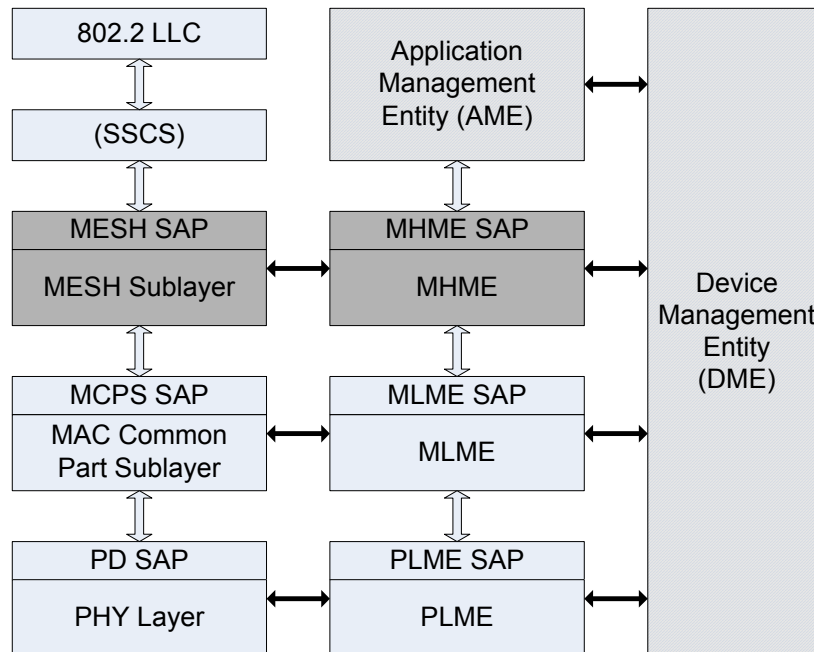 802.2 LLC
(SSCS)
MESH SAP
MESH Sublayer
MCPS SAP
MAC Common
Part Sublayer
PD SAP
PHY Layer
Application
Management
Entity (AME)
MHME SAP
MHME
MLME SAP
MLME
PLME SAP
PLME
Device
Management
Entity
(DME)